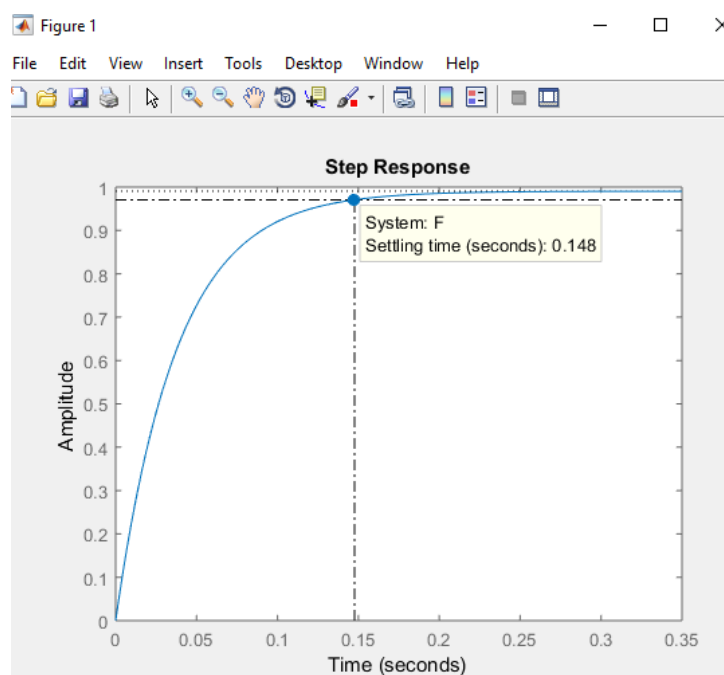 Figure 1
File Edit View Insert Tools Desktop Window Help
Step Response
1
0.9
0.8
0.7
0.6
0.5
0.4
0.3
0.2
0.1
0
Amplitude
System: F
Settling time (seconds): 0.148
0 0.05 0.1 0.15 0.2 0.25 0.3 0.35
Time (seconds)